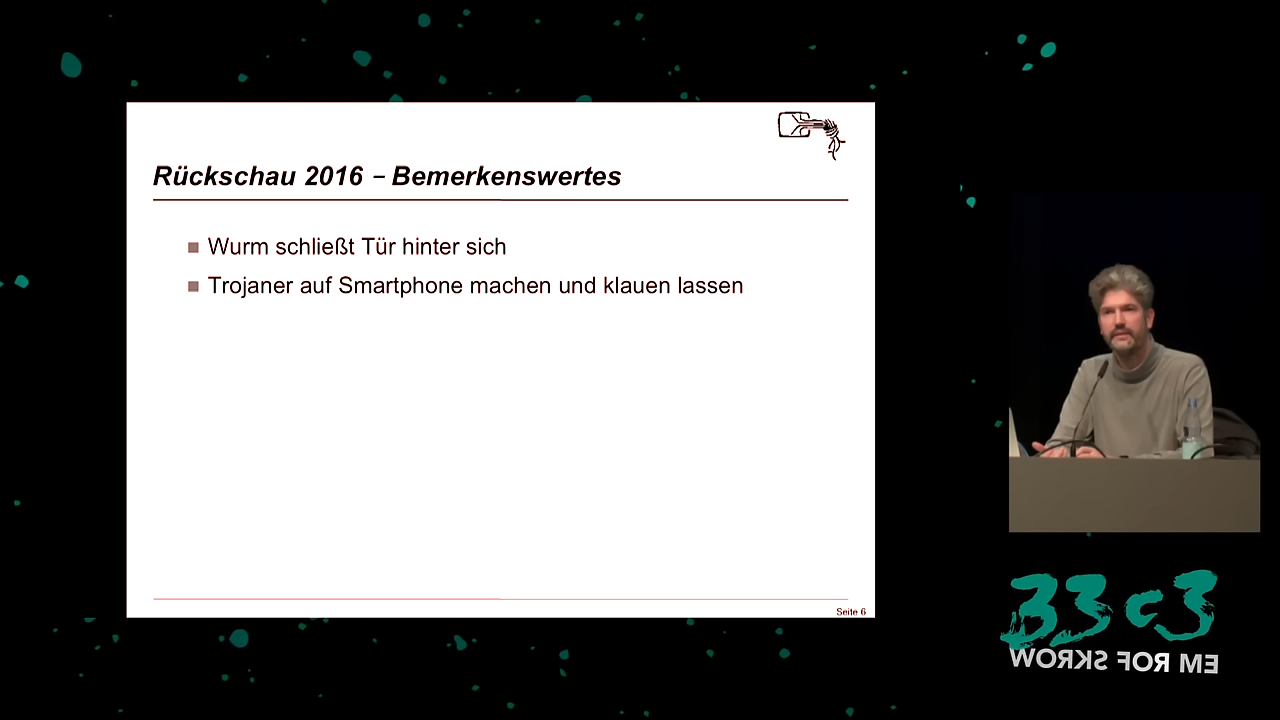 Rückschau 2016 – Bemerkenswertes
Wurm schließt Tür hinter sich
Trojaner auf Smartphone machen und klauen lassen
Seite 6
33c3
WORKS FOR ME